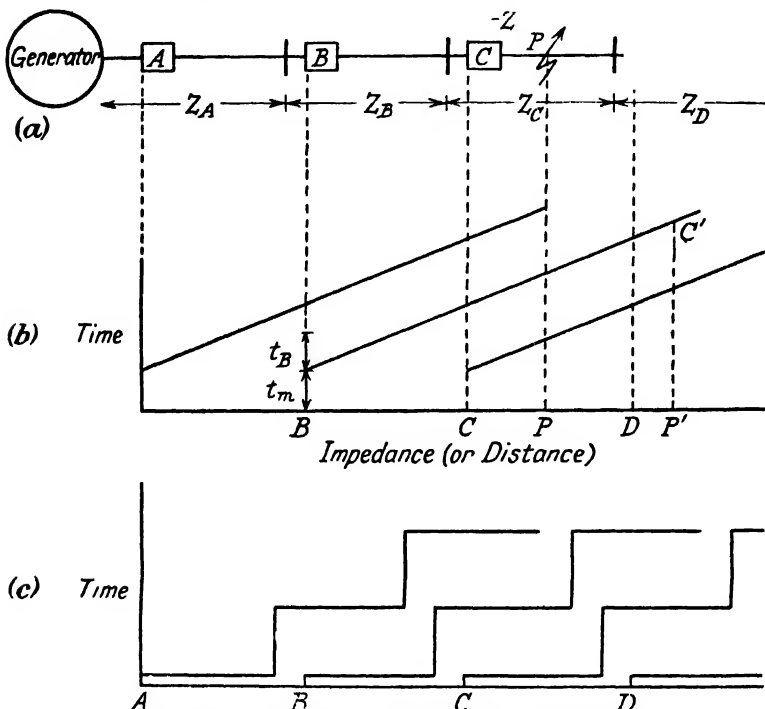 -Z
Generator A B C P
Z_A Z_B Z_C Z_D
(a)
C'
(b) Time
t_B
t_m
B C P D P'
Impedance (or Distance)
(c) Time
A B C D